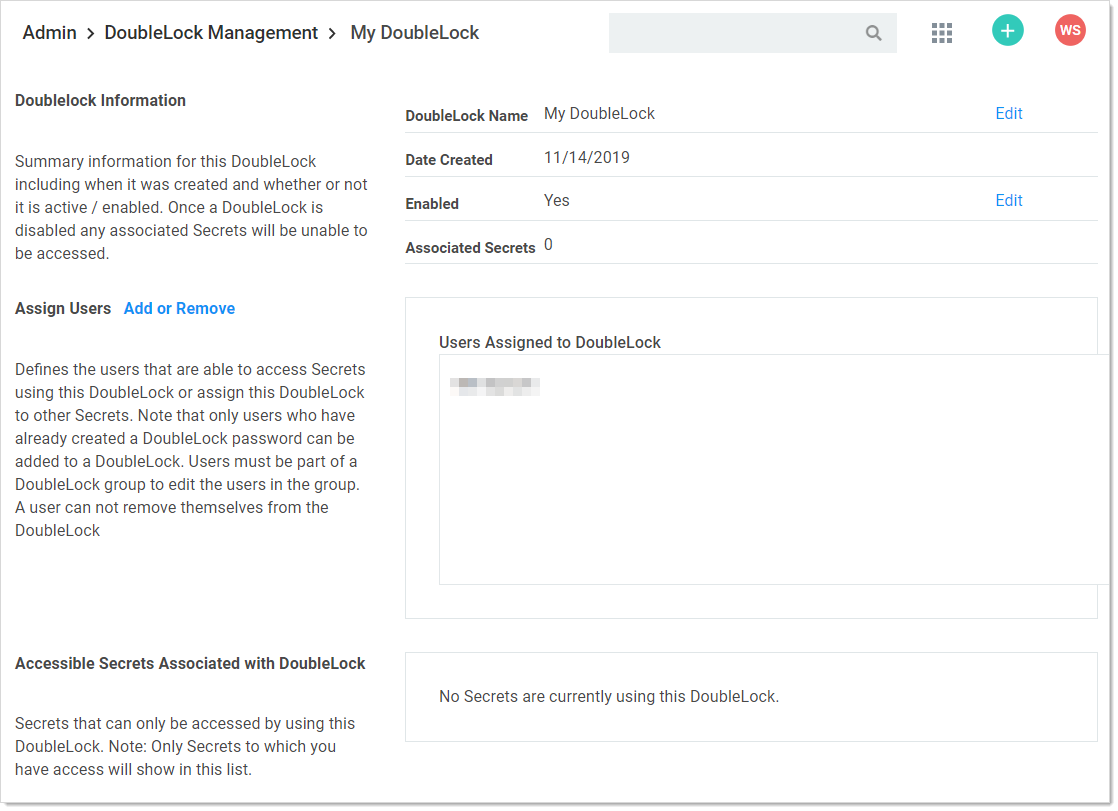 Admin > DoubleLock Management > My DoubleLock
WS
Doublelock Information
Summary information for this DoubleLock
including when it was created and whether or not
it is active / enabled. Once a DoubleLock is
disabled any associated Secrets will be unable to
be accessed.
DoubleLock Name My DoubleLock Edit
Date Created 11/14/2019
Enabled Yes Edit
Associated Secrets 0
Assign Users Add or Remove
Defines the users that are able to access Secrets
using this DoubleLock or assign this DoubleLock
to other Secrets. Note that only users who have
already created a DoubleLock password can be
added to a DoubleLock. Users must be part of a
DoubleLock group to edit the users in the group.
A user can not remove themselves from the
DoubleLock
Users Assigned to DoubleLock
Accessible Secrets Associated with DoubleLock
Secrets that can only be accessed by using this
DoubleLock. Note: Only Secrets to which you
have access will show in this list.
No Secrets are currently using this DoubleLock.